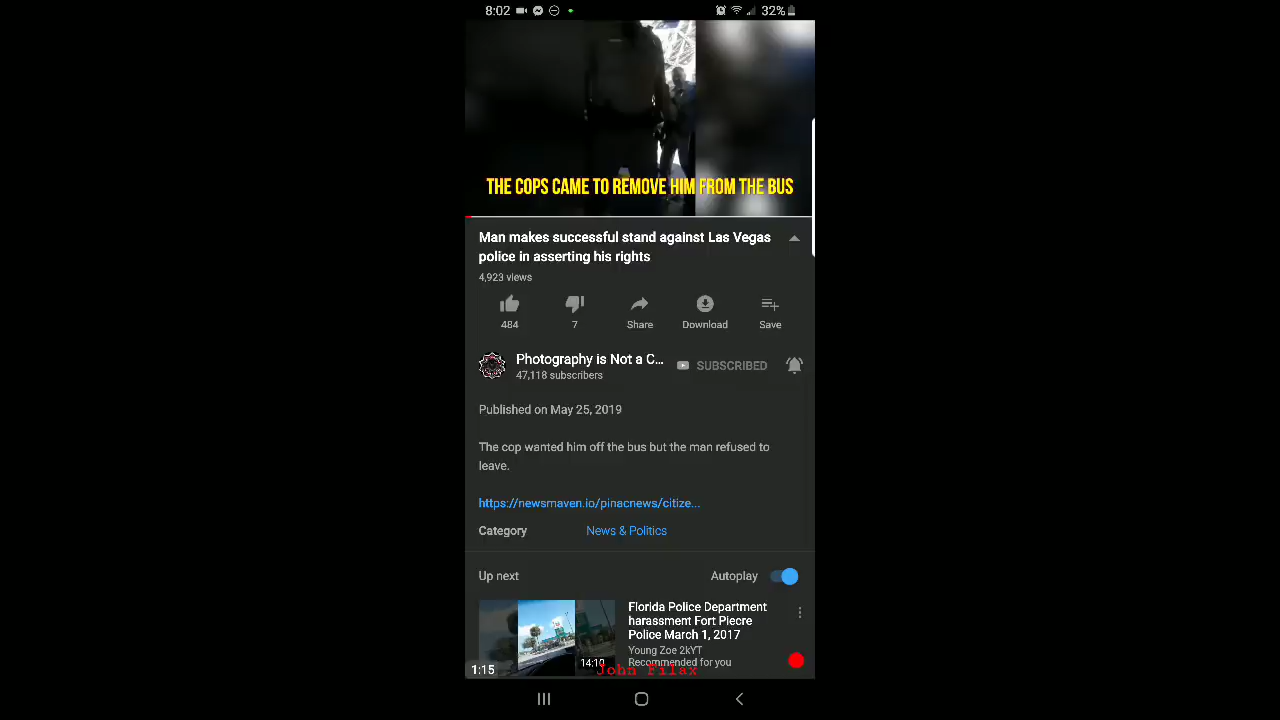 8:02
32%
THE COPS CAME TO REMOVE HIM FROM THE BUS
Man makes successful stand against Las Vegas
police in asserting his rights
4,923 views
484
7
Share
Download
Save
Photography is Not a C...
SUBSCRIBED
47,118 subscribers
Published on May 25, 2019
The cop wanted him off the bus but the man refused to
leave.
https://newsmaven.io/pinacnews/citize...
Category
News & Politics
Up next
Autoplay
Florida Police Department
harassment Fort Piecre
Police March 1, 2017
Young Zoe 2kYT
Recommended for you
14:10
1:15
John Filax